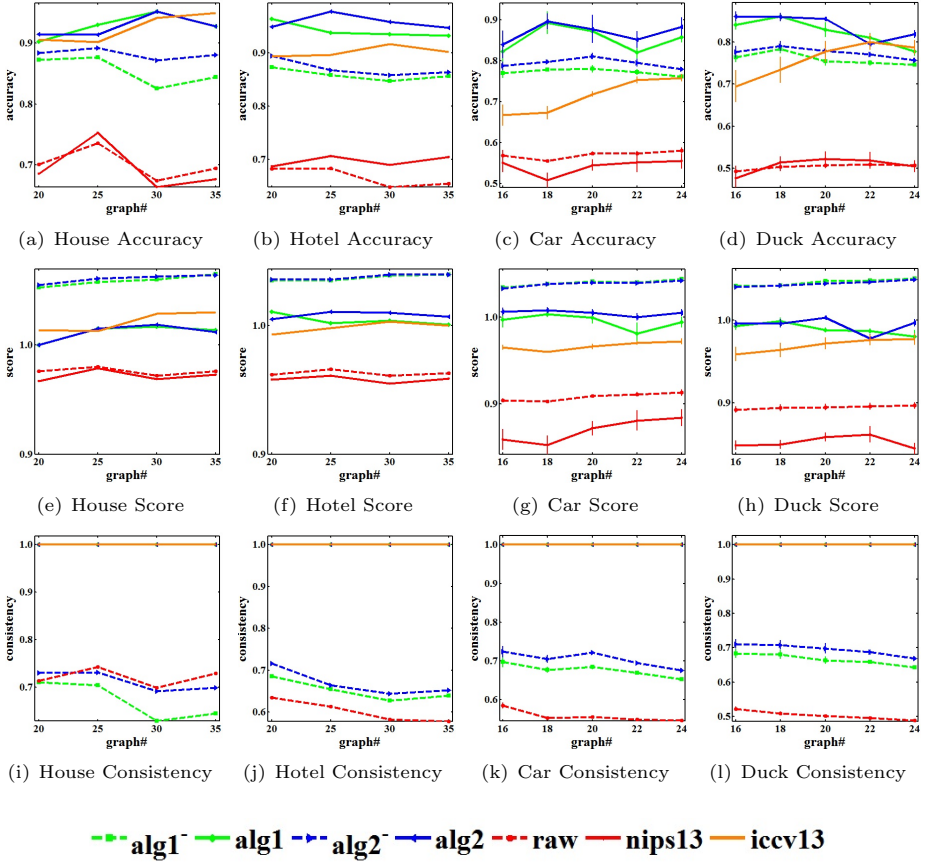 accuracy
0.9
0.8
0.7
20 25 30 35
graph#
(a) House Accuracy
accuracy
1.0
0.9
0.8
0.7
20 25 30 35
graph#
(b) Hotel Accuracy
accuracy
0.9
0.8
0.7
0.6
0.5
16 18 20 22 24
graph#
(c) Car Accuracy
accuracy
0.9
0.8
0.7
0.6
0.5
16 18 20 22 24
graph#
(d) Duck Accuracy
score
1.0
0.9
20 25 30 35
graph#
(e) House Score
score
1.0
0.9
20 25 30 35
graph#
(f) Hotel Score
score
1.0
0.9
16 18 20 22 24
graph#
(g) Car Score
score
1.0
0.9
16 18 20 22 24
graph#
(h) Duck Score
consistency
1.0
0.9
0.8
0.7
20 25 30 35
graph#
(i) House Consistency
consistency
1.0
0.9
0.8
0.7
0.6
20 25 30 35
graph#
(j) Hotel Consistency
consistency
1.0
0.9
0.8
0.7
0.6
16 18 20 22 24
graph#
(k) Car Consistency
consistency
1.0
0.9
0.8
0.7
0.6
0.5
16 18 20 22 24
graph#
(l) Duck Consistency
alg1⁻ alg1 alg2⁻ alg2 raw nips13 iccv13